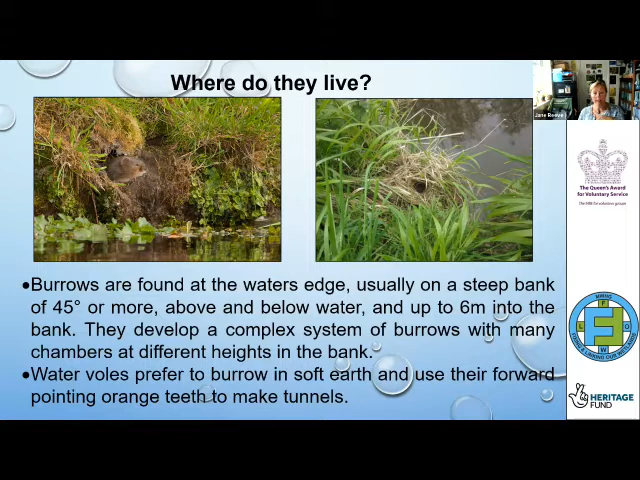 Where do they live?
Jane Reeve
•Burrows are found at the waters edge, usually on a steep bank
of 45° or more, above and below water, and up to 6m into the
bank. They develop a complex system of burrows with many
chambers at different heights in the bank.
•Water voles prefer to burrow in soft earth and use their forward
pointing orange teeth to make tunnels.
The Queen's Award
for Voluntary Service
The MBE for volunteer groups
HERITAGE
FUND